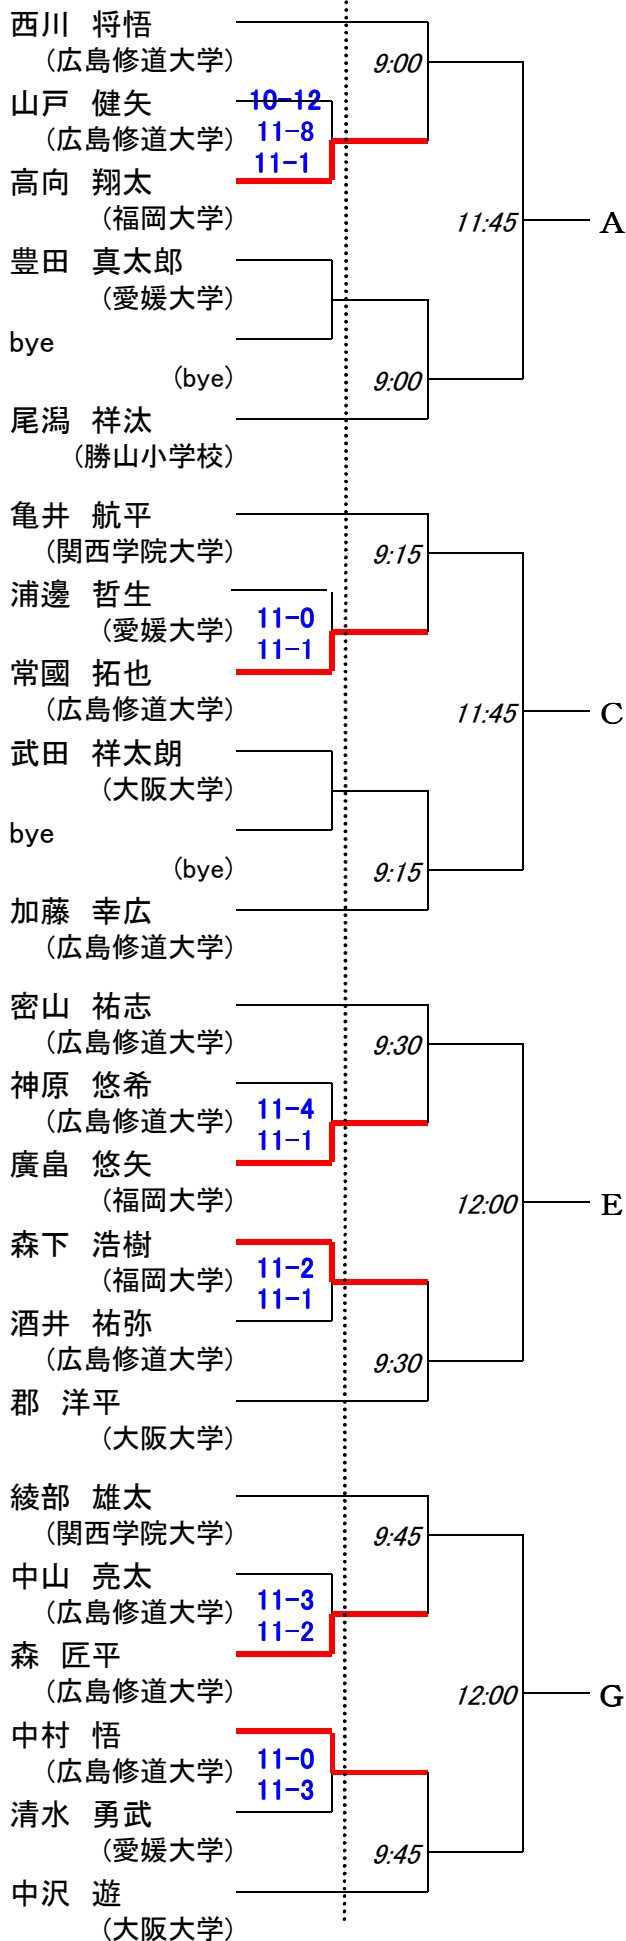 西川 将悟
(広島修道大学)
9:00
山戸 健矢
10-12
(広島修道大学)
11-8
11-1
高向 翔太
(福岡大学)
11:45
A
豊田 真太郎
(愛媛大学)
bye
(bye)
9:00
尾潟 祥汰
(勝山小学校)
亀井 航平
(関西学院大学)
9:15
浦邊 哲生
(愛媛大学)
11-0
11-1
常國 拓也
(広島修道大学)
11:45
C
武田 祥太朗
(大阪大学)
bye
(bye)
9:15
加藤 幸広
(広島修道大学)
密山 祐志
(広島修道大学)
9:30
神原 悠希
(広島修道大学)
11-4
11-1
廣畠 悠矢
(福岡大学)
12:00
E
森下 浩樹
(福岡大学)
11-2
11-1
酒井 祐弥
(広島修道大学)
9:30
郡 洋平
(大阪大学)
綾部 雄太
(関西学院大学)
9:45
中山 亮太
(広島修道大学)
11-3
11-2
森 匠平
(広島修道大学)
12:00
G
中村 悟
(広島修道大学)
11-0
11-3
清水 勇武
(愛媛大学)
9:45
中沢 遊
(大阪大学)